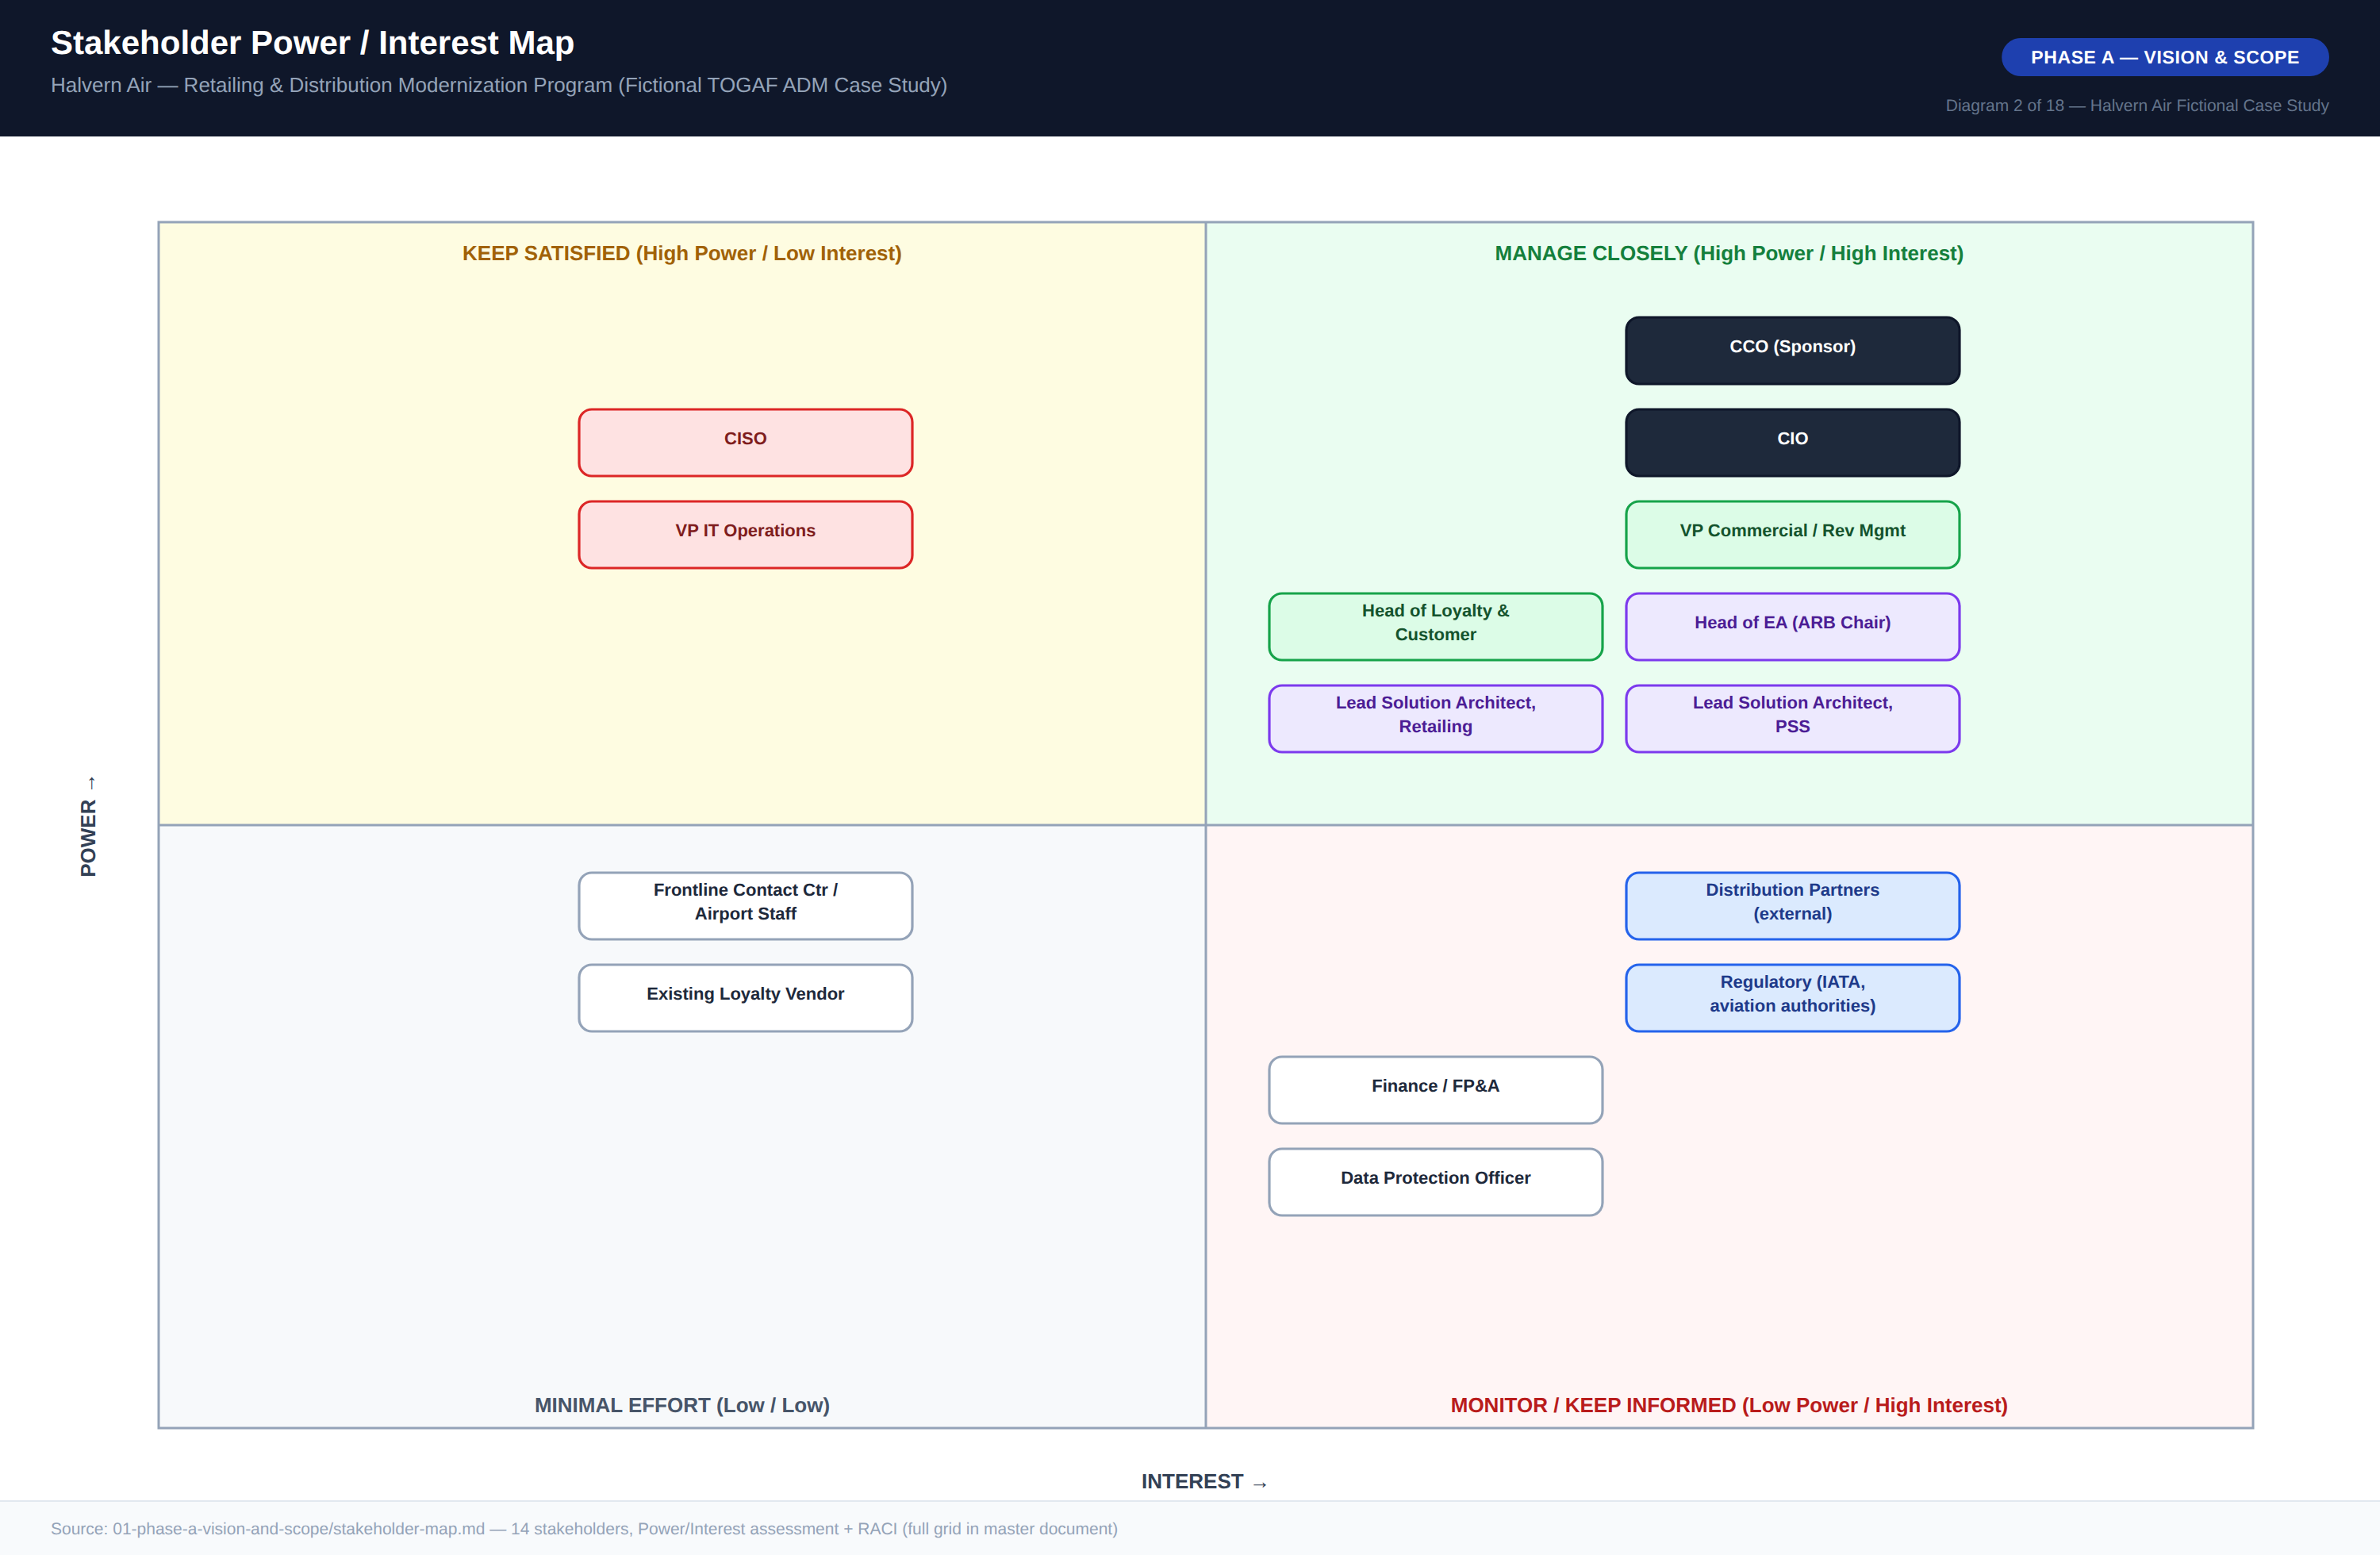 Stakeholder Power / Interest Map
Halvern Air — Retailing & Distribution Modernization Program (Fictional TOGAF ADM Case Study)
PHASE A — VISION & SCOPE
Diagram 2 of 18 — Halvern Air Fictional Case Study
KEEP SATISFIED (High Power / Low Interest)
CISO
VP IT Operations
MANAGE CLOSELY (High Power / High Interest)
CCO (Sponsor)
CIO
VP Commercial / Rev Mgmt
Head of Loyalty &
Customer
Head of EA (ARB Chair)
Lead Solution Architect,
Retailing
Lead Solution Architect,
PSS
POWER →
Frontline Contact Ctr /
Airport Staff
Existing Loyalty Vendor
MINIMAL EFFORT (Low / Low)
Distribution Partners
(external)
Regulatory (IATA,
aviation authorities)
Finance / FP&A
Data Protection Officer
MONITOR / KEEP INFORMED (Low Power / High Interest)
INTEREST →
Source: 01-phase-a-vision-and-scope/stakeholder-map.md — 14 stakeholders, Power/Interest assessment + RACI (full grid in master document)